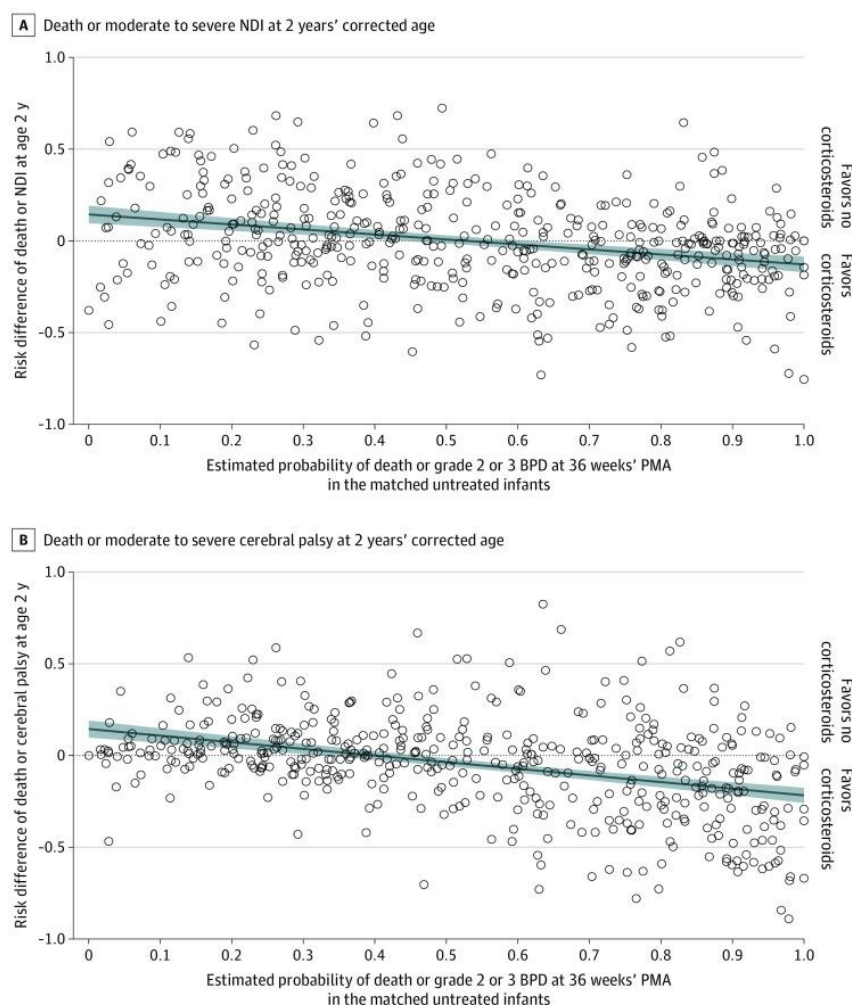 A Death or moderate to severe NDI at 2 years' corrected age
1.0
0.5
0
-0.5
-1.0
Risk difference of death or NDI at age 2 y
Favors no
corticosteroids
Favors
corticosteroids
0 0.1 0.2 0.3 0.4 0.5 0.6 0.7 0.8 0.9 1.0
Estimated probability of death or grade 2 or 3 BPD at 36 weeks' PMA
in the matched untreated infants
B Death or moderate to severe cerebral palsy at 2 years' corrected age
1.0
0.5
0
-0.5
-1.0
Risk difference of death or cerebral palsy at age 2 y
Favors no
corticosteroids
Favors
corticosteroids
0 0.1 0.2 0.3 0.4 0.5 0.6 0.7 0.8 0.9 1.0
Estimated probability of death or grade 2 or 3 BPD at 36 weeks' PMA
in the matched untreated infants